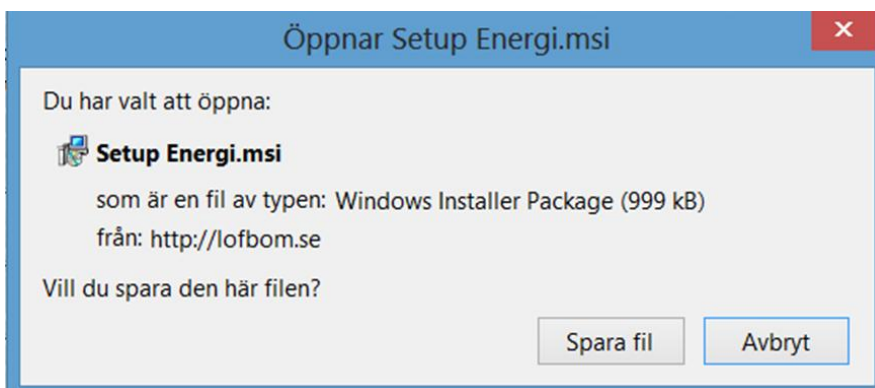 Öppnar Setup Energi.msi
Du har valt att öppna:
Setup Energi.msi
som är en fil av typen: Windows Installer Package (999 kB)
från: http://lofbom.se
Vill du spara den här filen?
Spara fil
Avbryt